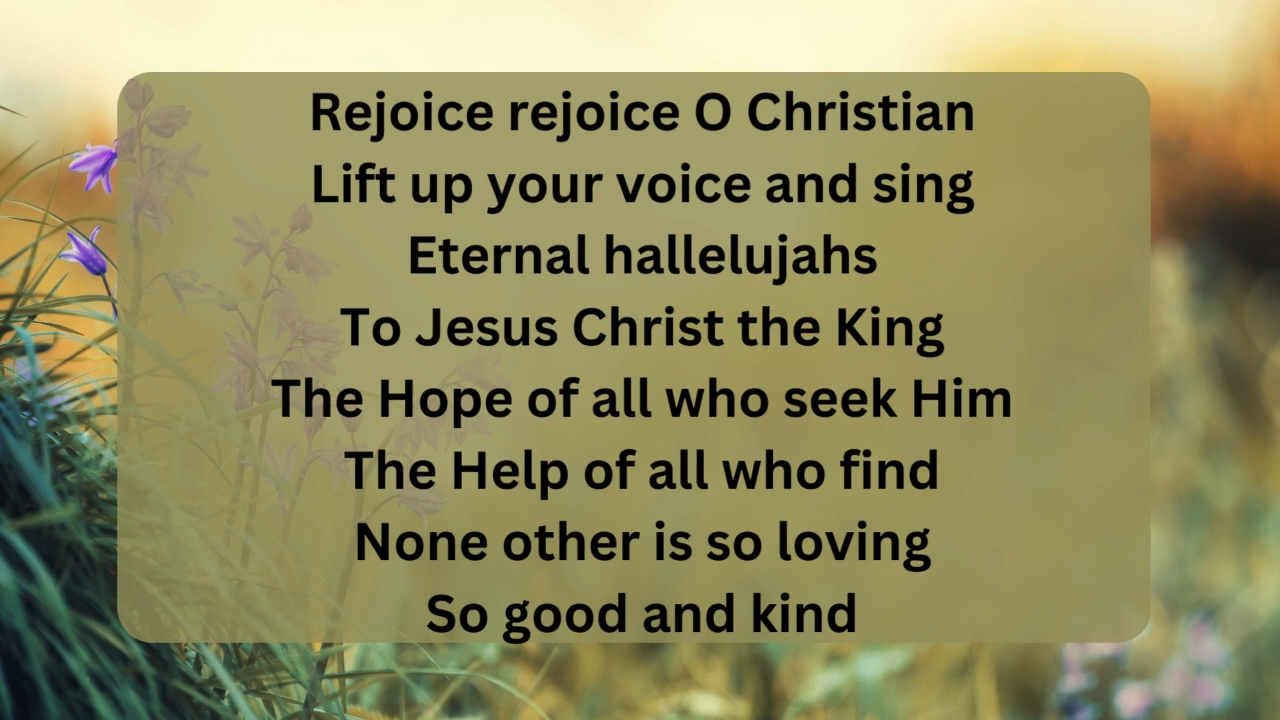 Rejoice rejoice O Christian
Lift up your voice and sing
Eternal hallelujahs
To Jesus Christ the King
The Hope of all who seek Him
The Help of all who find
None other is so loving
So good and kind